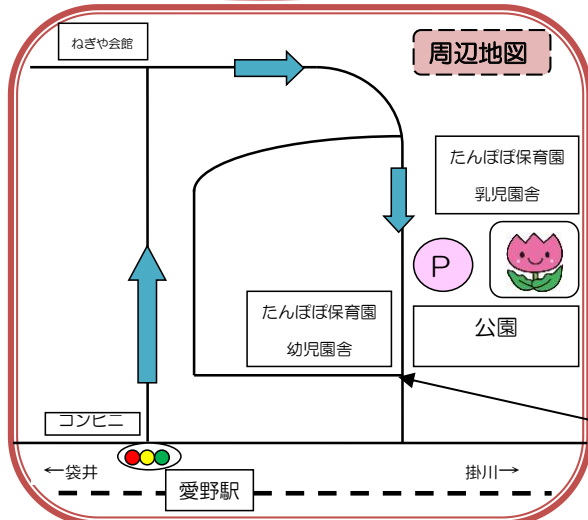 ねぎや会館
周辺地図
たんぽぽ保育園
乳児園舎
P
たんぽぽ保育園
幼児園舎
公園
コンビニ
←袋井
掛川→
愛野駅